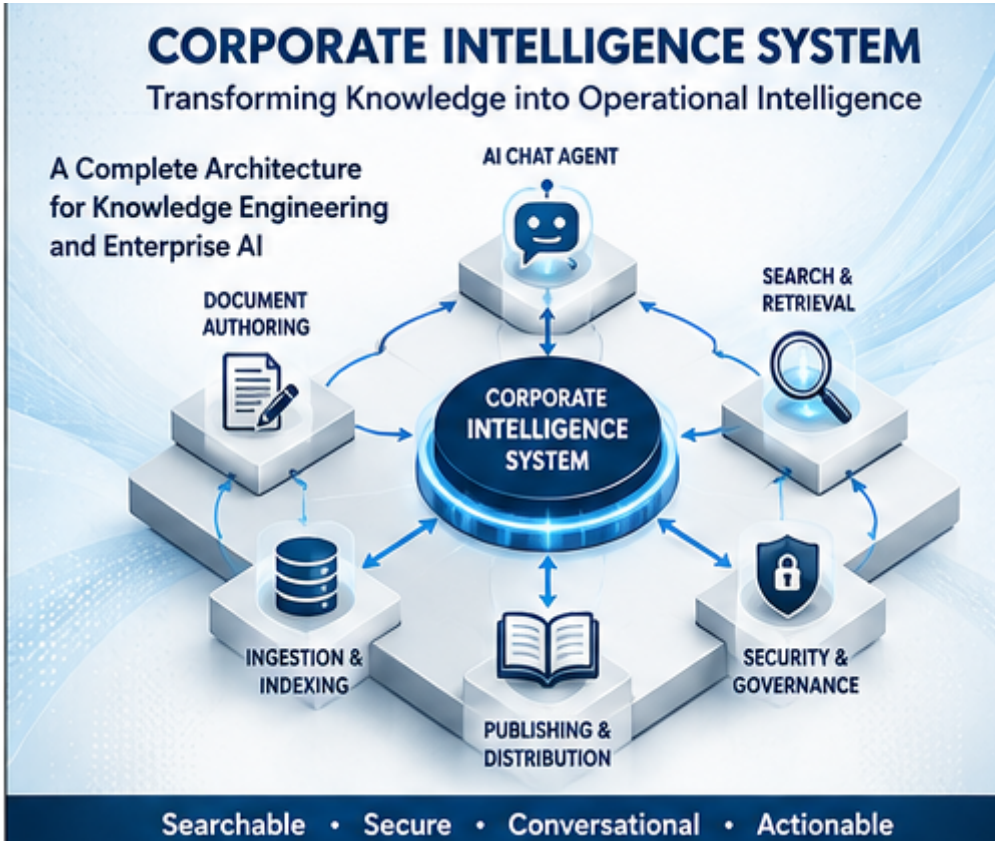 CORPORATE INTELLIGENCE SYSTEM
Transforming Knowledge into Operational Intelligence
A Complete Architecture
for Knowledge Engineering
and Enterprise AI
AI CHAT AGENT
SEARCH &
RETRIEVAL
DOCUMENT
AUTHORING
CORPORATE
INTELLIGENCE
SYSTEM
INGESTION &
INDEXING
SECURITY &
GOVERNANCE
PUBLISHING &
DISTRIBUTION
Searchable • Secure • Conversational • Actionable